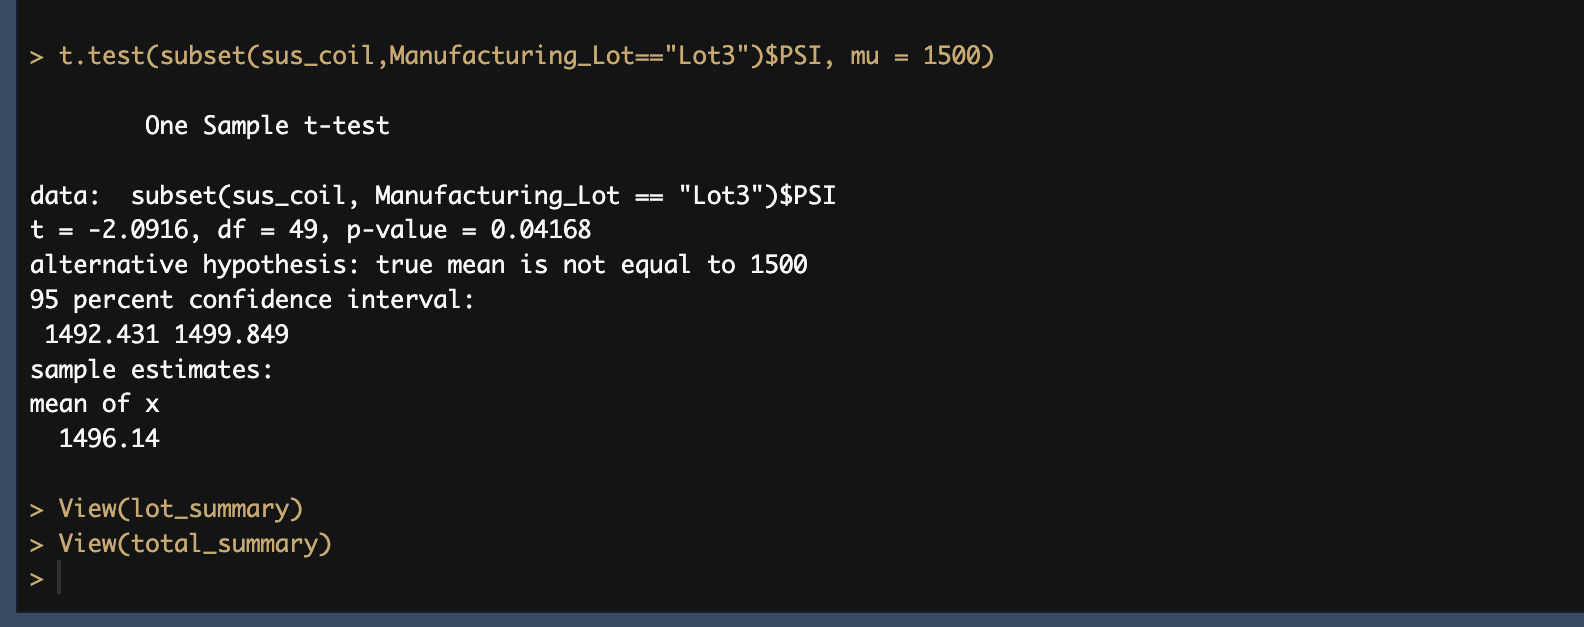 > t.test(subset(sus_coil,Manufacturing_Lot=="Lot3")$PSI, mu = 1500)
One Sample t-test
data:  subset(sus_coil, Manufacturing_Lot == "Lot3")$PSI
t = -2.0916, df = 49, p-value = 0.04168
alternative hypothesis: true mean is not equal to 1500
95 percent confidence interval:
 1492.431 1499.849
sample estimates:
mean of x
  1496.14
> View(lot_summary)
> View(total_summary)
>